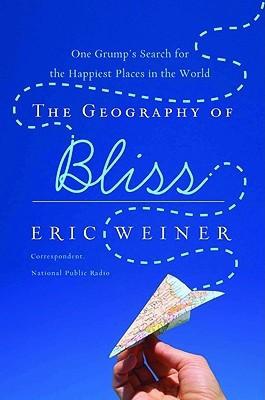 One Grump's Search for
the Happiest Places in the World
THE GEOGRAPHY OF
Bliss
ERIC WEINER
Correspondent,
National Public Radio